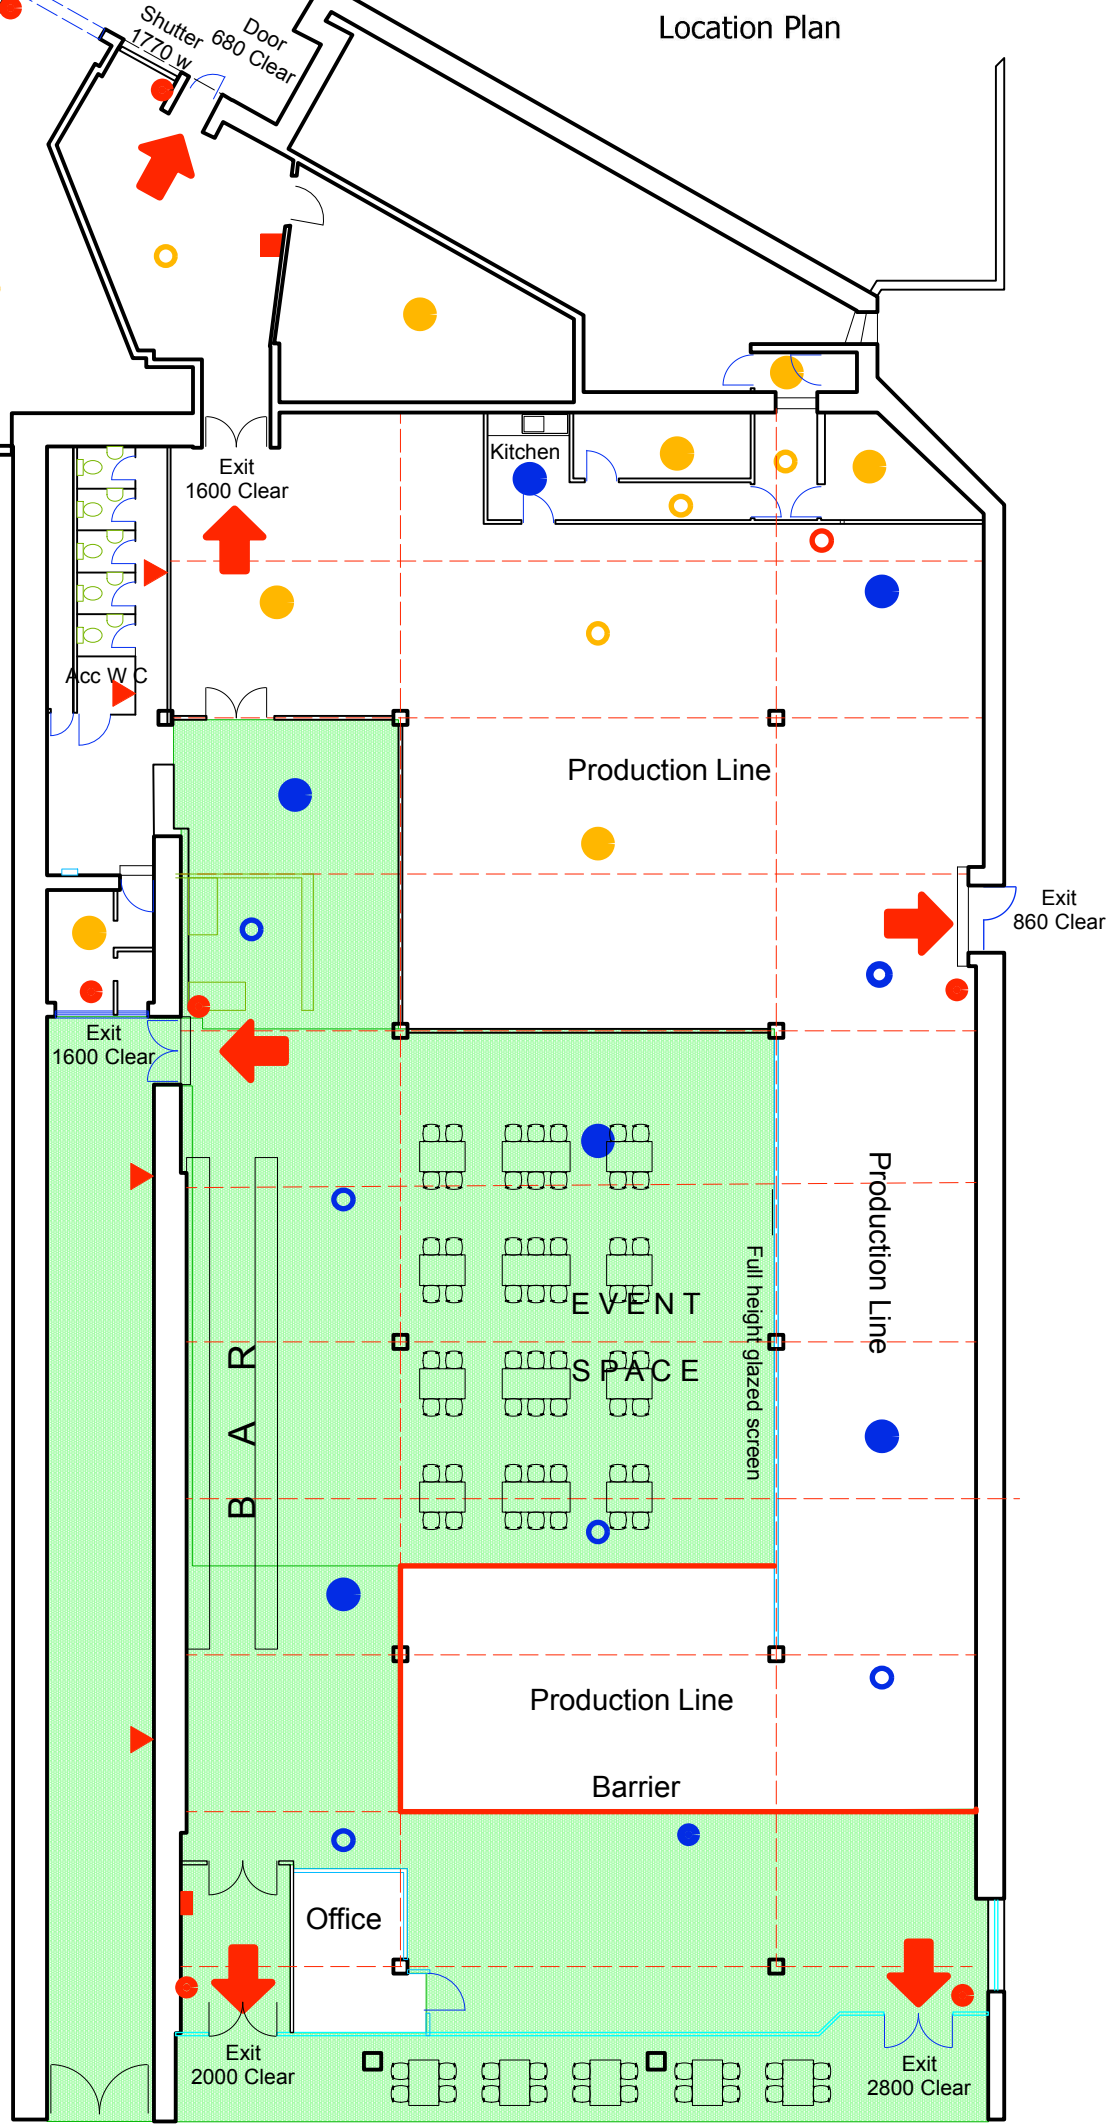 Location Plan
Shutter
1770 w
Door
680 Clear
Exit
1600 Clear
Kitchen
Acc W C
Production Line
Exit
860 Clear
Exit
1600 Clear
Production Line
EVENT
SPACE
Full height glazed screen
BAR
Production Line
Barrier
Office
Exit
2000 Clear
Exit
2800 Clear